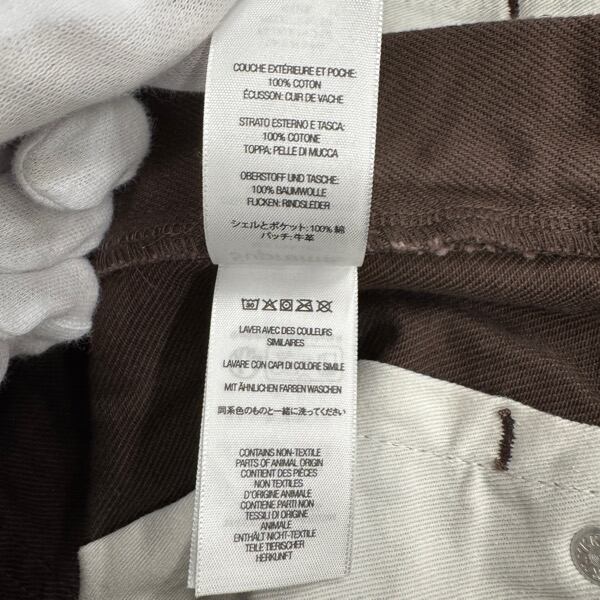 COUCHE EXTÉRIEURE ET POCHE:
100% COTON
ÉCUSSON: CUIR DE VACHE
STRATO ESTERNO E TASCA:
100% COTONE
TOPPA: PELLE DI MUCCA
OBERSTOFF UND TASCHE:
100% BAUMWOLLE
FLICKEN: RINDSLEDER
シェルとポケット: 100% 綿
パッチ: 牛革
30
LAVER AVEC DES COULEURS
SIMILAIRES
LAVARE CON CAPI DI COLORE SIMILE
MIT ÄHNLICHEN FARBEN WASCHEN
同系色のものと一緒に洗ってください
CONTAINS NON-TEXTILE
PARTS OF ANIMAL ORIGIN
CONTIENT DES PIÈCES
NON TEXTILES
D'ORIGINE ANIMALE
CONTIENE PARTI NON
TESSILI DI ORIGINE
ANIMALE
ENTHÄLT NICHT-TEXTILE
TEILE TIERISCHER
HERKUNFT